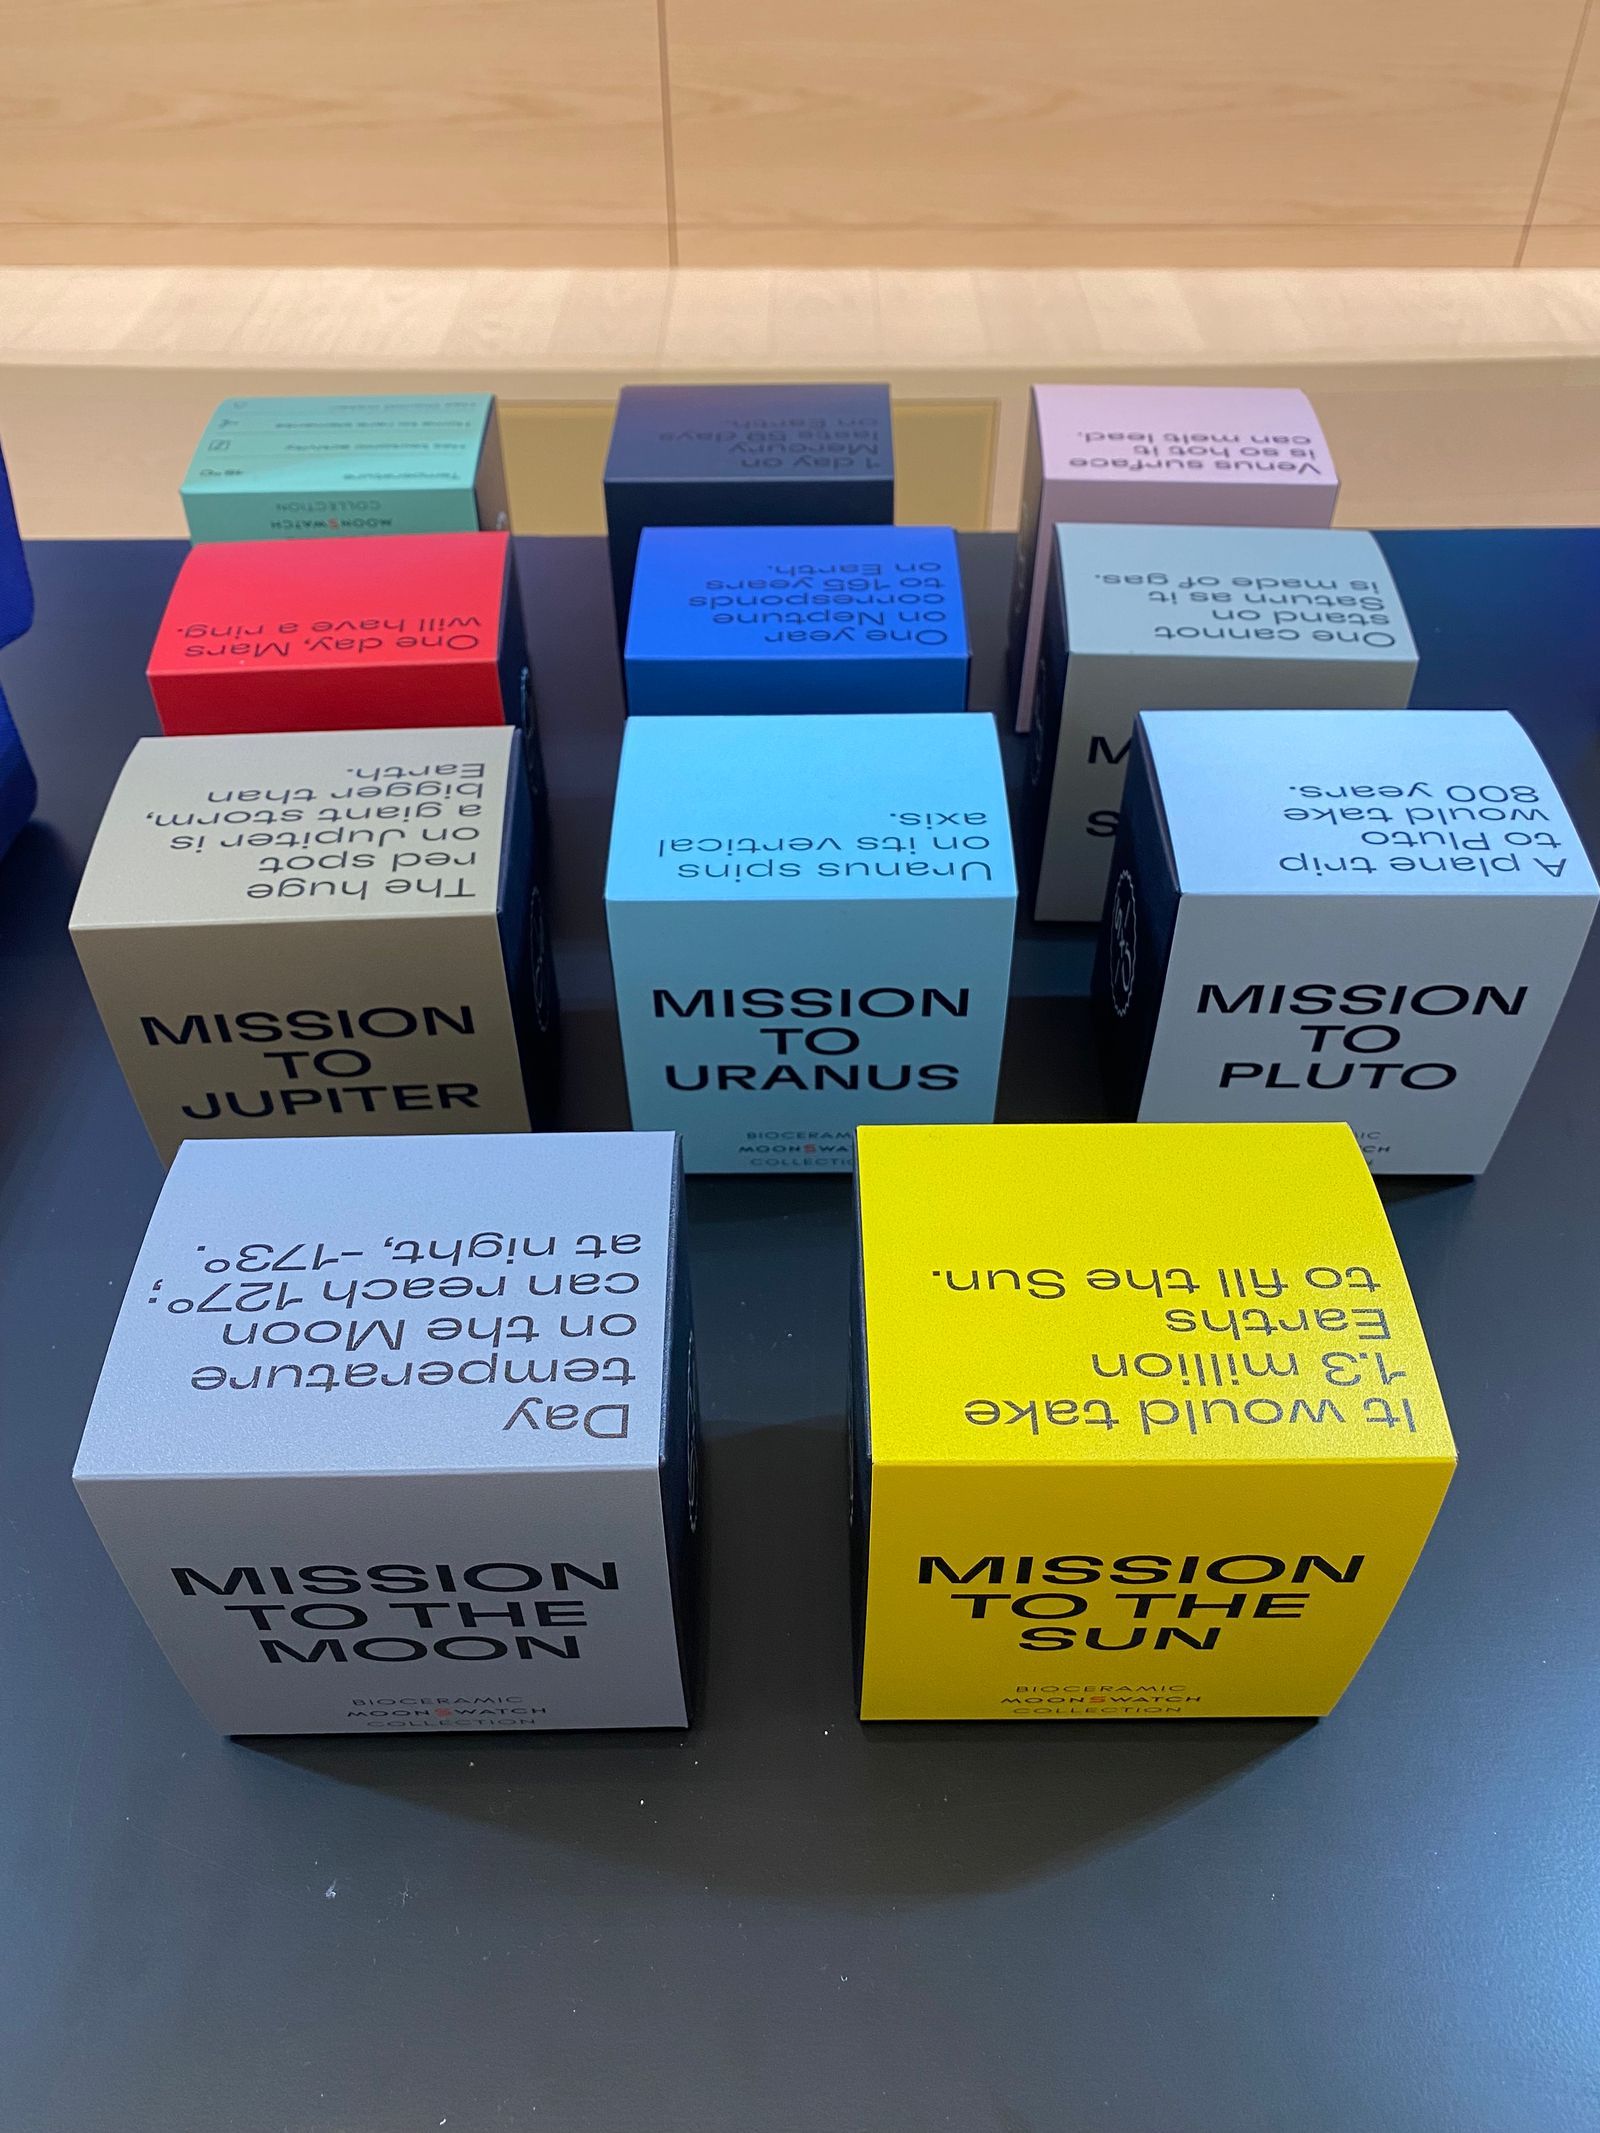 MOONSWATCH
COLLECTION
Temperature
1 day on
Mercury
lasts 59 days
on Earth.
Venus surface
is so hot it
can melt lead.
One day, Mars
will have a ring.
One year
on Neptune
corresponds
to 165 years
on Earth.
One cannot
stand on
Saturn as it
is made of gas.
The huge
red spot
on Jupiter is
a giant storm,
bigger than
Earth.
MISSION
TO
JUPITER
Uranus spins
on its vertical
axis.
MISSION
TO
URANUS
A plane trip
to Pluto
would take
800 years.
MISSION
TO
PLUTO
Day
temperature
on the Moon
can reach 127°;
at night, -173°.
MISSION
TO THE
MOON
BIOCERAMIC
MOONSWATCH
COLLECTION
It would take
1.3 million
Earths
to fill the Sun.
MISSION
TO THE
SUN
BIOCERAMIC
MOONSWATCH
COLLECTION